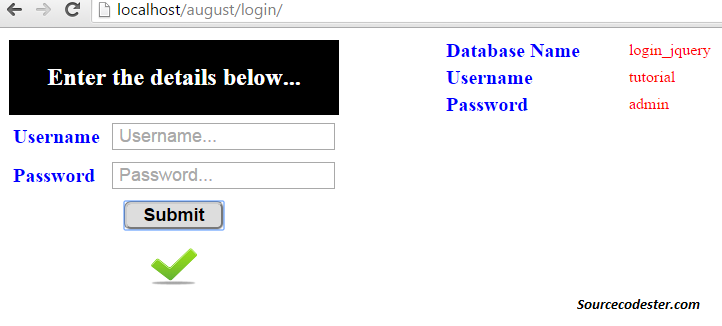 localhost/august/login/
Enter the details below...
Username
Username...
Password
Password...
Submit
Database Name login_jquery
Username tutorial
Password admin
Sourcecodester.com